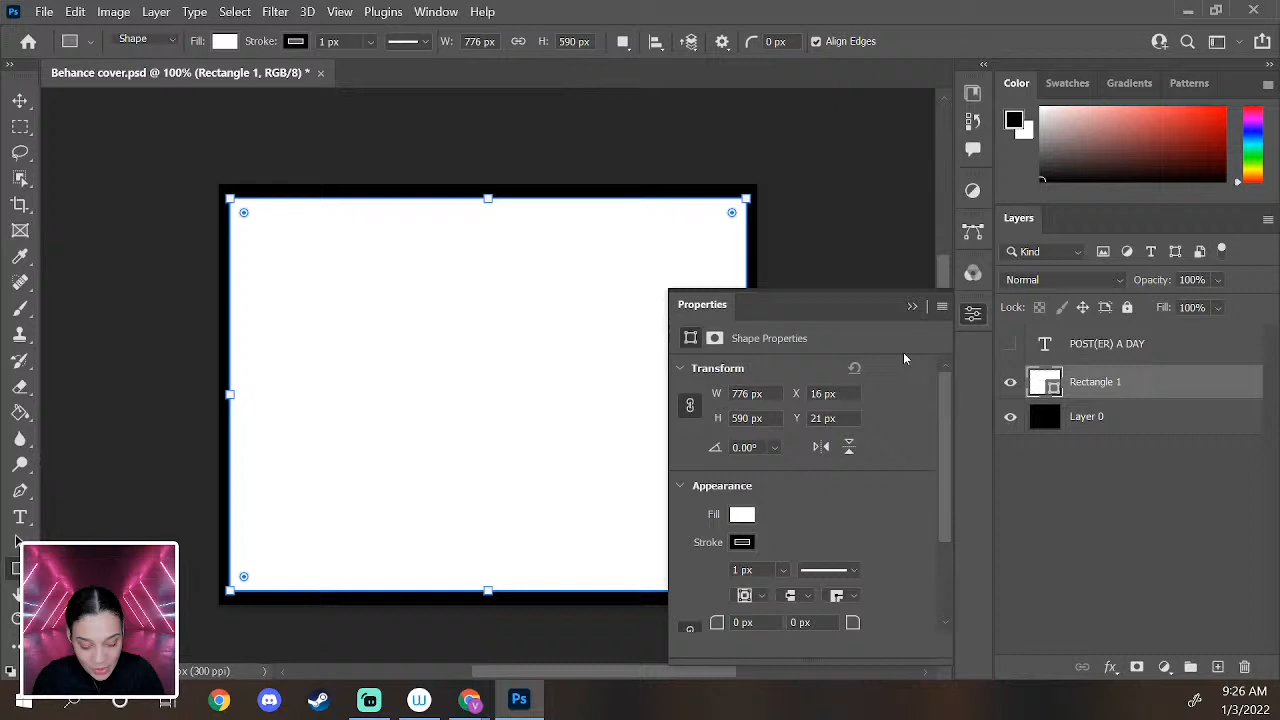 Ps File Edit Image Layer Type Select Filter 3D View Plugins Window Help
Shape Fill: Stroke: 1 px W: 776 px H: 590 px 0 px Align Edges
Behance cover.psd @ 100% (Rectangle 1, RGB/8) *
Color Swatches Gradients Patterns
Layers
Kind
Normal Opacity: 100%
Lock: Fill: 100%
POST(ER) A DAY
Rectangle 1
Layer 0
Properties
Shape Properties
Transform
W 776 px X 16 px
H 590 px Y 21 px
0.00°
Appearance
Fill
Stroke
1 px
0 px 0 px
px (300 ppi)
fx
Ps
9:26 AM
1/3/2022